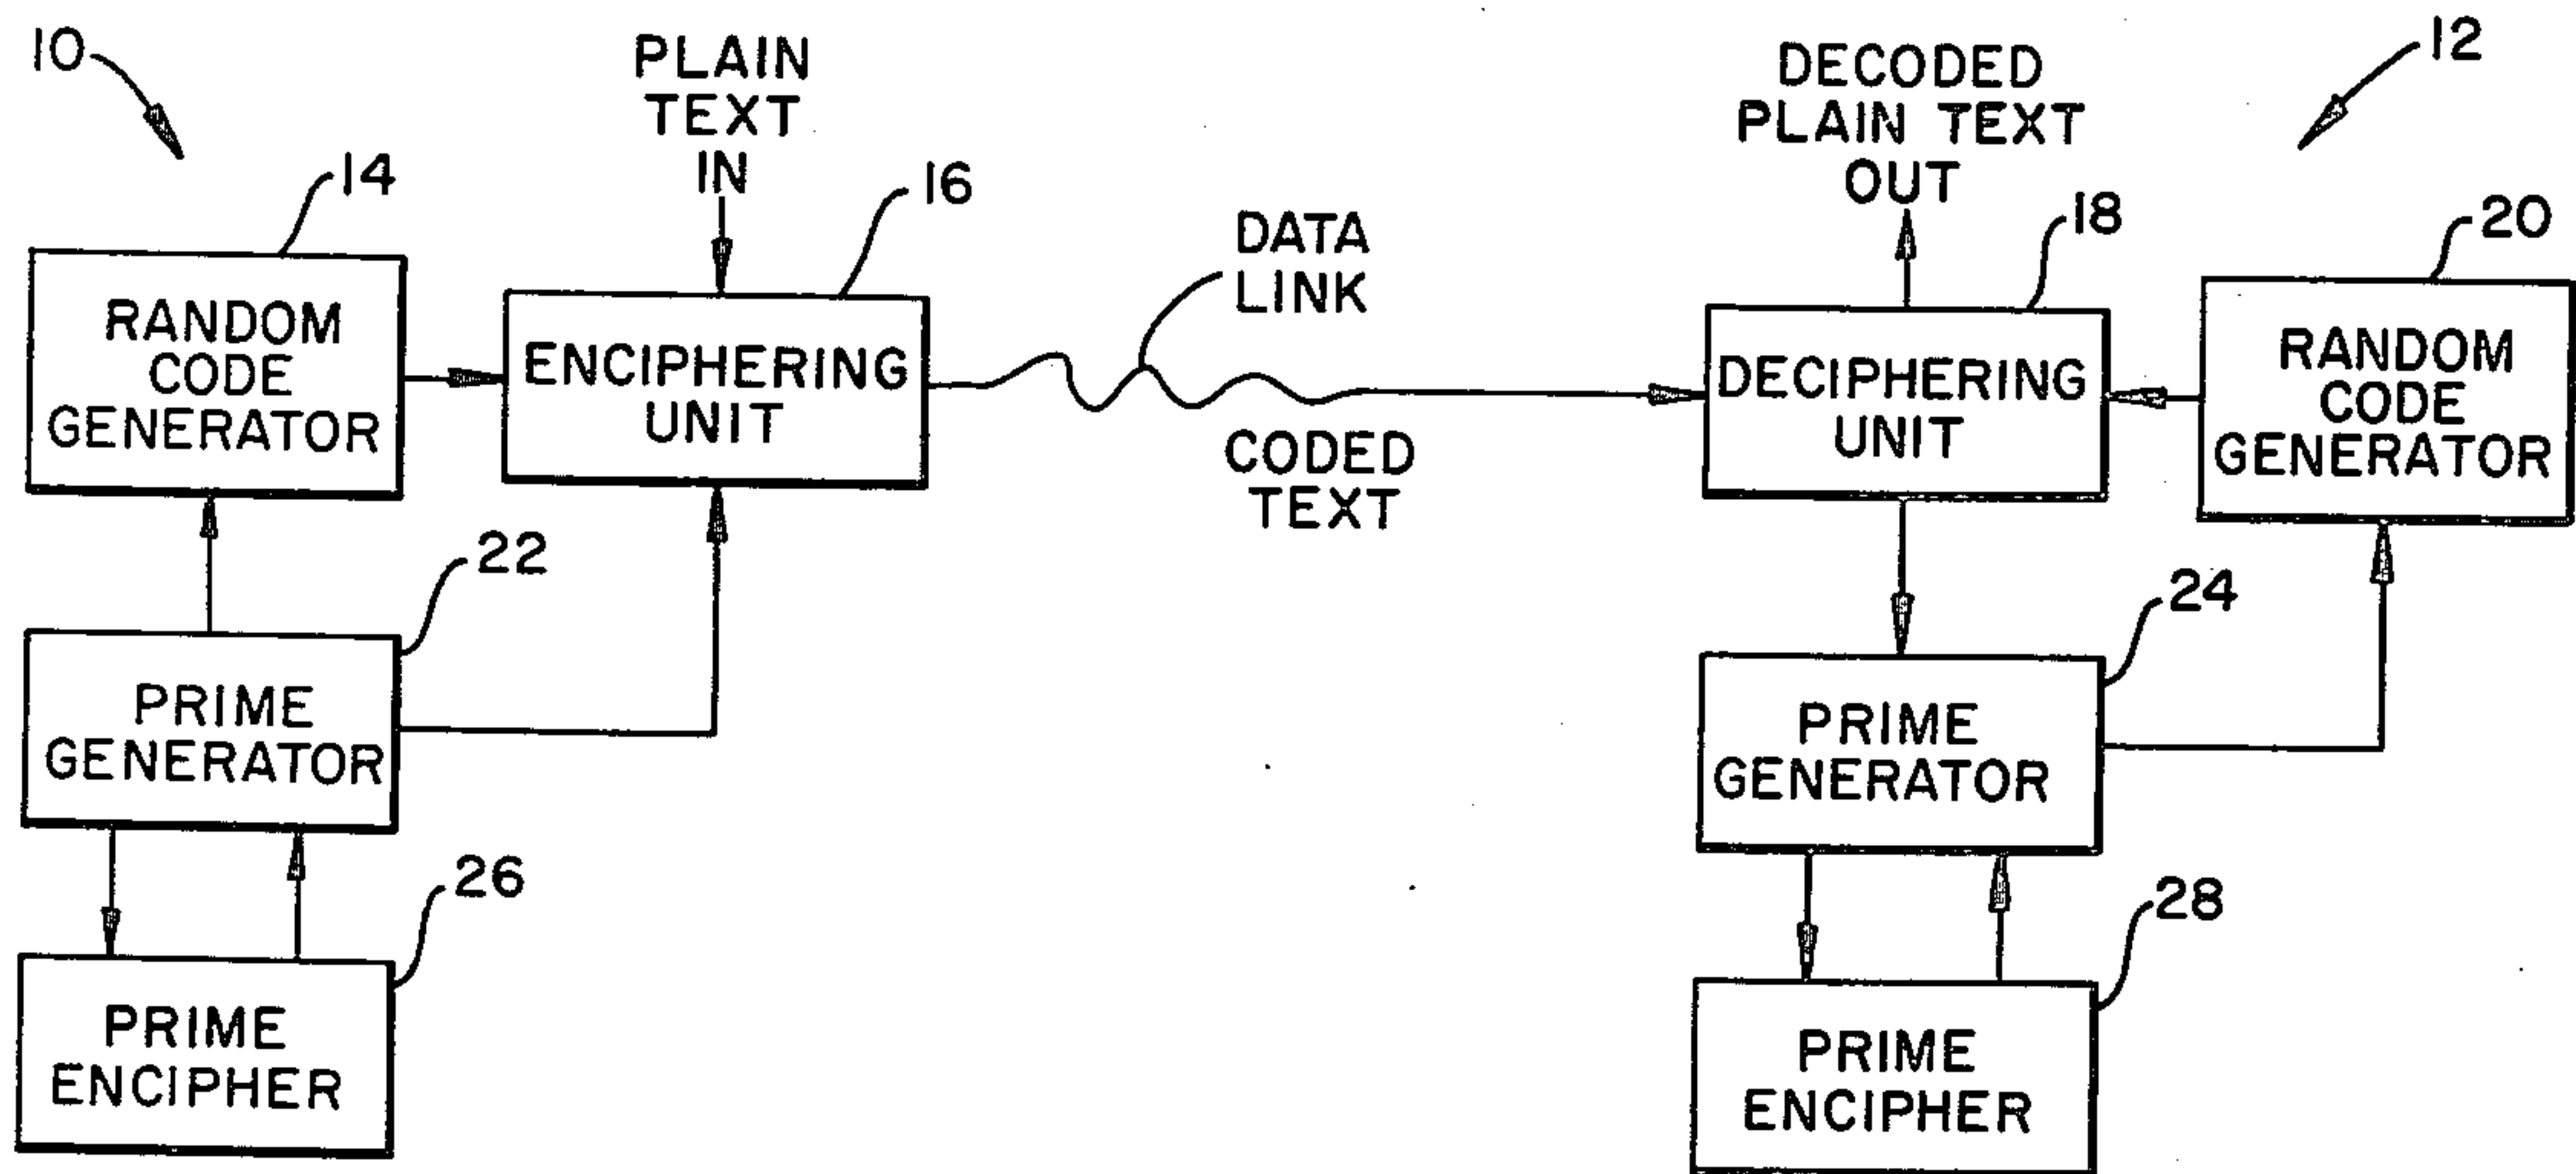 10
PLAIN
TEXT
IN
DECODED
PLAIN TEXT
OUT
12
14
16
DATA
LINK
18
20
RANDOM
CODE
GENERATOR
ENCIPHERING
UNIT
CODED
TEXT
DECIPHERING
UNIT
RANDOM
CODE
GENERATOR
22
PRIME
GENERATOR
24
PRIME
GENERATOR
26
PRIME
ENCIPHER
28
PRIME
ENCIPHER